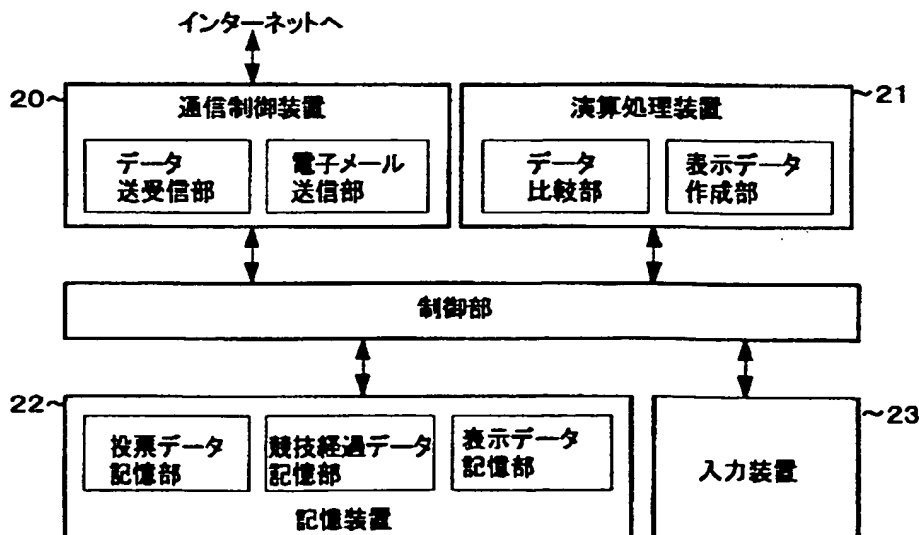 インターネットへ
20
通信制御装置
データ
送受信部
電子メール
送信部
演算処理装置
21
データ
比較部
表示データ
作成部
制御部
22
投票データ
記憶部
競技経過データ
記憶部
表示データ
記憶部
記憶装置
入力装置
23